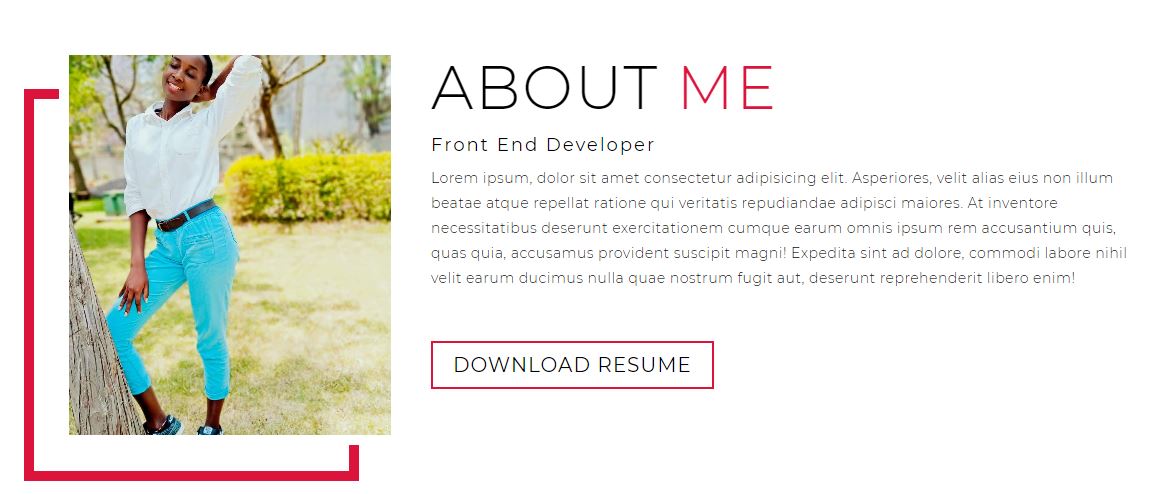 ABOUT ME
Front End Developer
Lorem ipsum, dolor sit amet consectetur adipisicing elit. Asperiores, velit alias eius non illum
beatae atque repellat ratione qui veritatis repudiandae adipisci maiores. At inventore
necessitatibus deserunt exercitationem cumque earum omnis ipsum rem accusantium quis,
quas quia, accusamus provident suscipit magni! Expedita sint ad dolore, commodi labore nihil
velit earum ducimus nulla quae nostrum fugit aut, deserunt reprehenderit libero enim!
DOWNLOAD RESUME